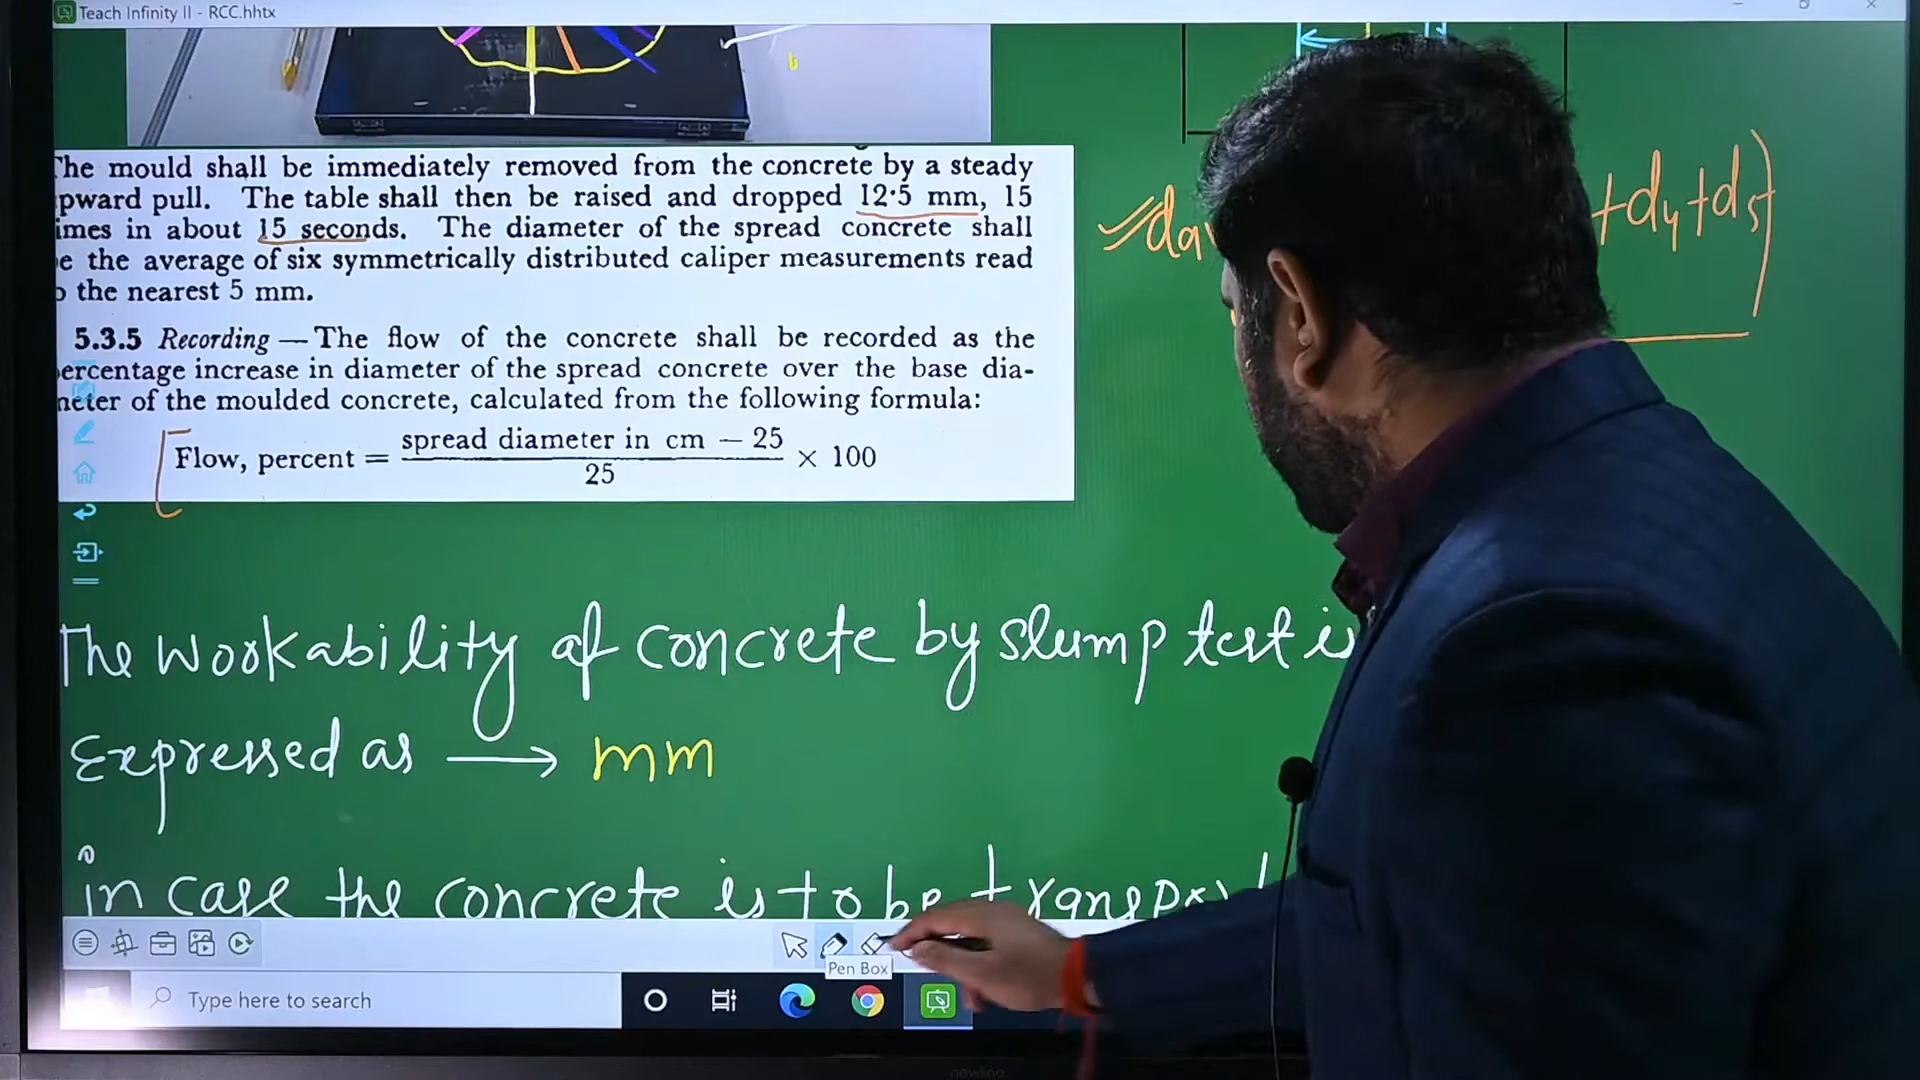 Teach Infinity II - RCC.hhtx
The mould shall be immediately removed from the concrete by a steady
pward pull. The table shall then be raised and dropped 12·5 mm, 15
imes in about 15 seconds. The diameter of the spread concrete shall
e the average of six symmetrically distributed caliper measurements read
o the nearest 5 mm.
5.3.5 Recording — The flow of the concrete shall be recorded as the
ercentage increase in diameter of the spread concrete over the base dia-
meter of the moulded concrete, calculated from the following formula:
Flow, percent = spread diameter in cm — 25 / 25 × 100
+d4+d5)
The Workability of concrete by slump test is
Expressed as → mm
in case the concrete is to be
Pen Box
Type here to search
newline